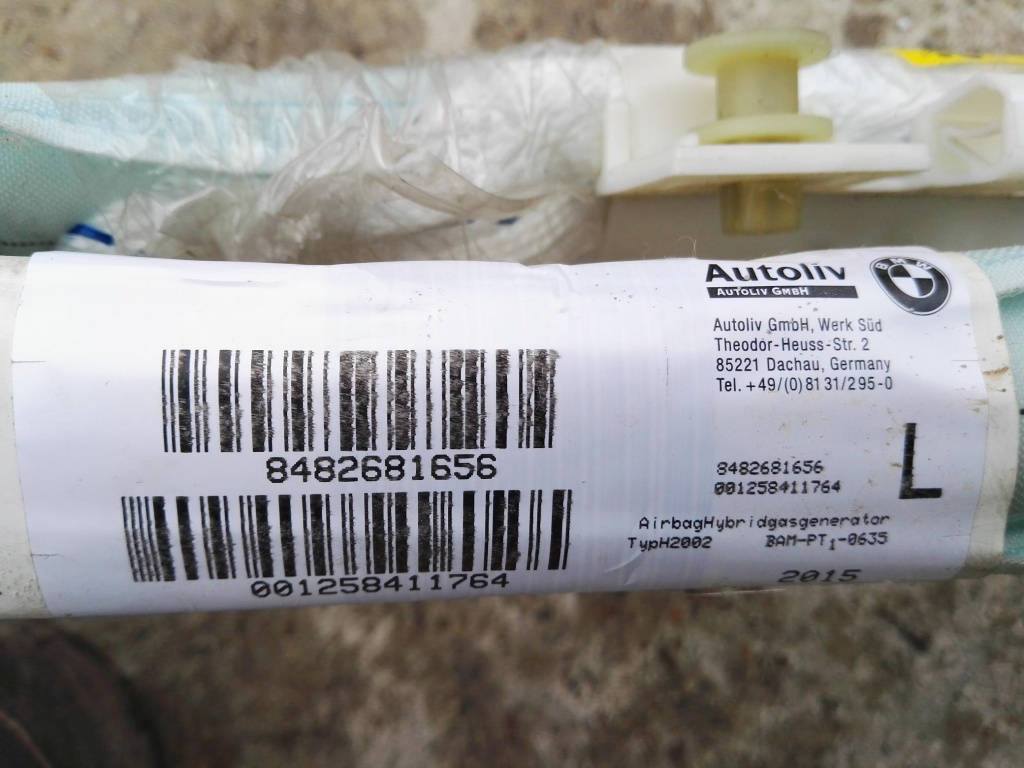 Autoliv
AUTOLIV GMBH
BMW
Autoliv GmbH, Werk Süd
Theodor-Heuss-Str. 2
85221 Dachau, Germany
Tel. +49/(0)8131/295-0
8482681656
001258411764
8482681656
001258411764
L
AirbagHybridgasgenerator
TypH2002 BAM-PT₁-0635
2015